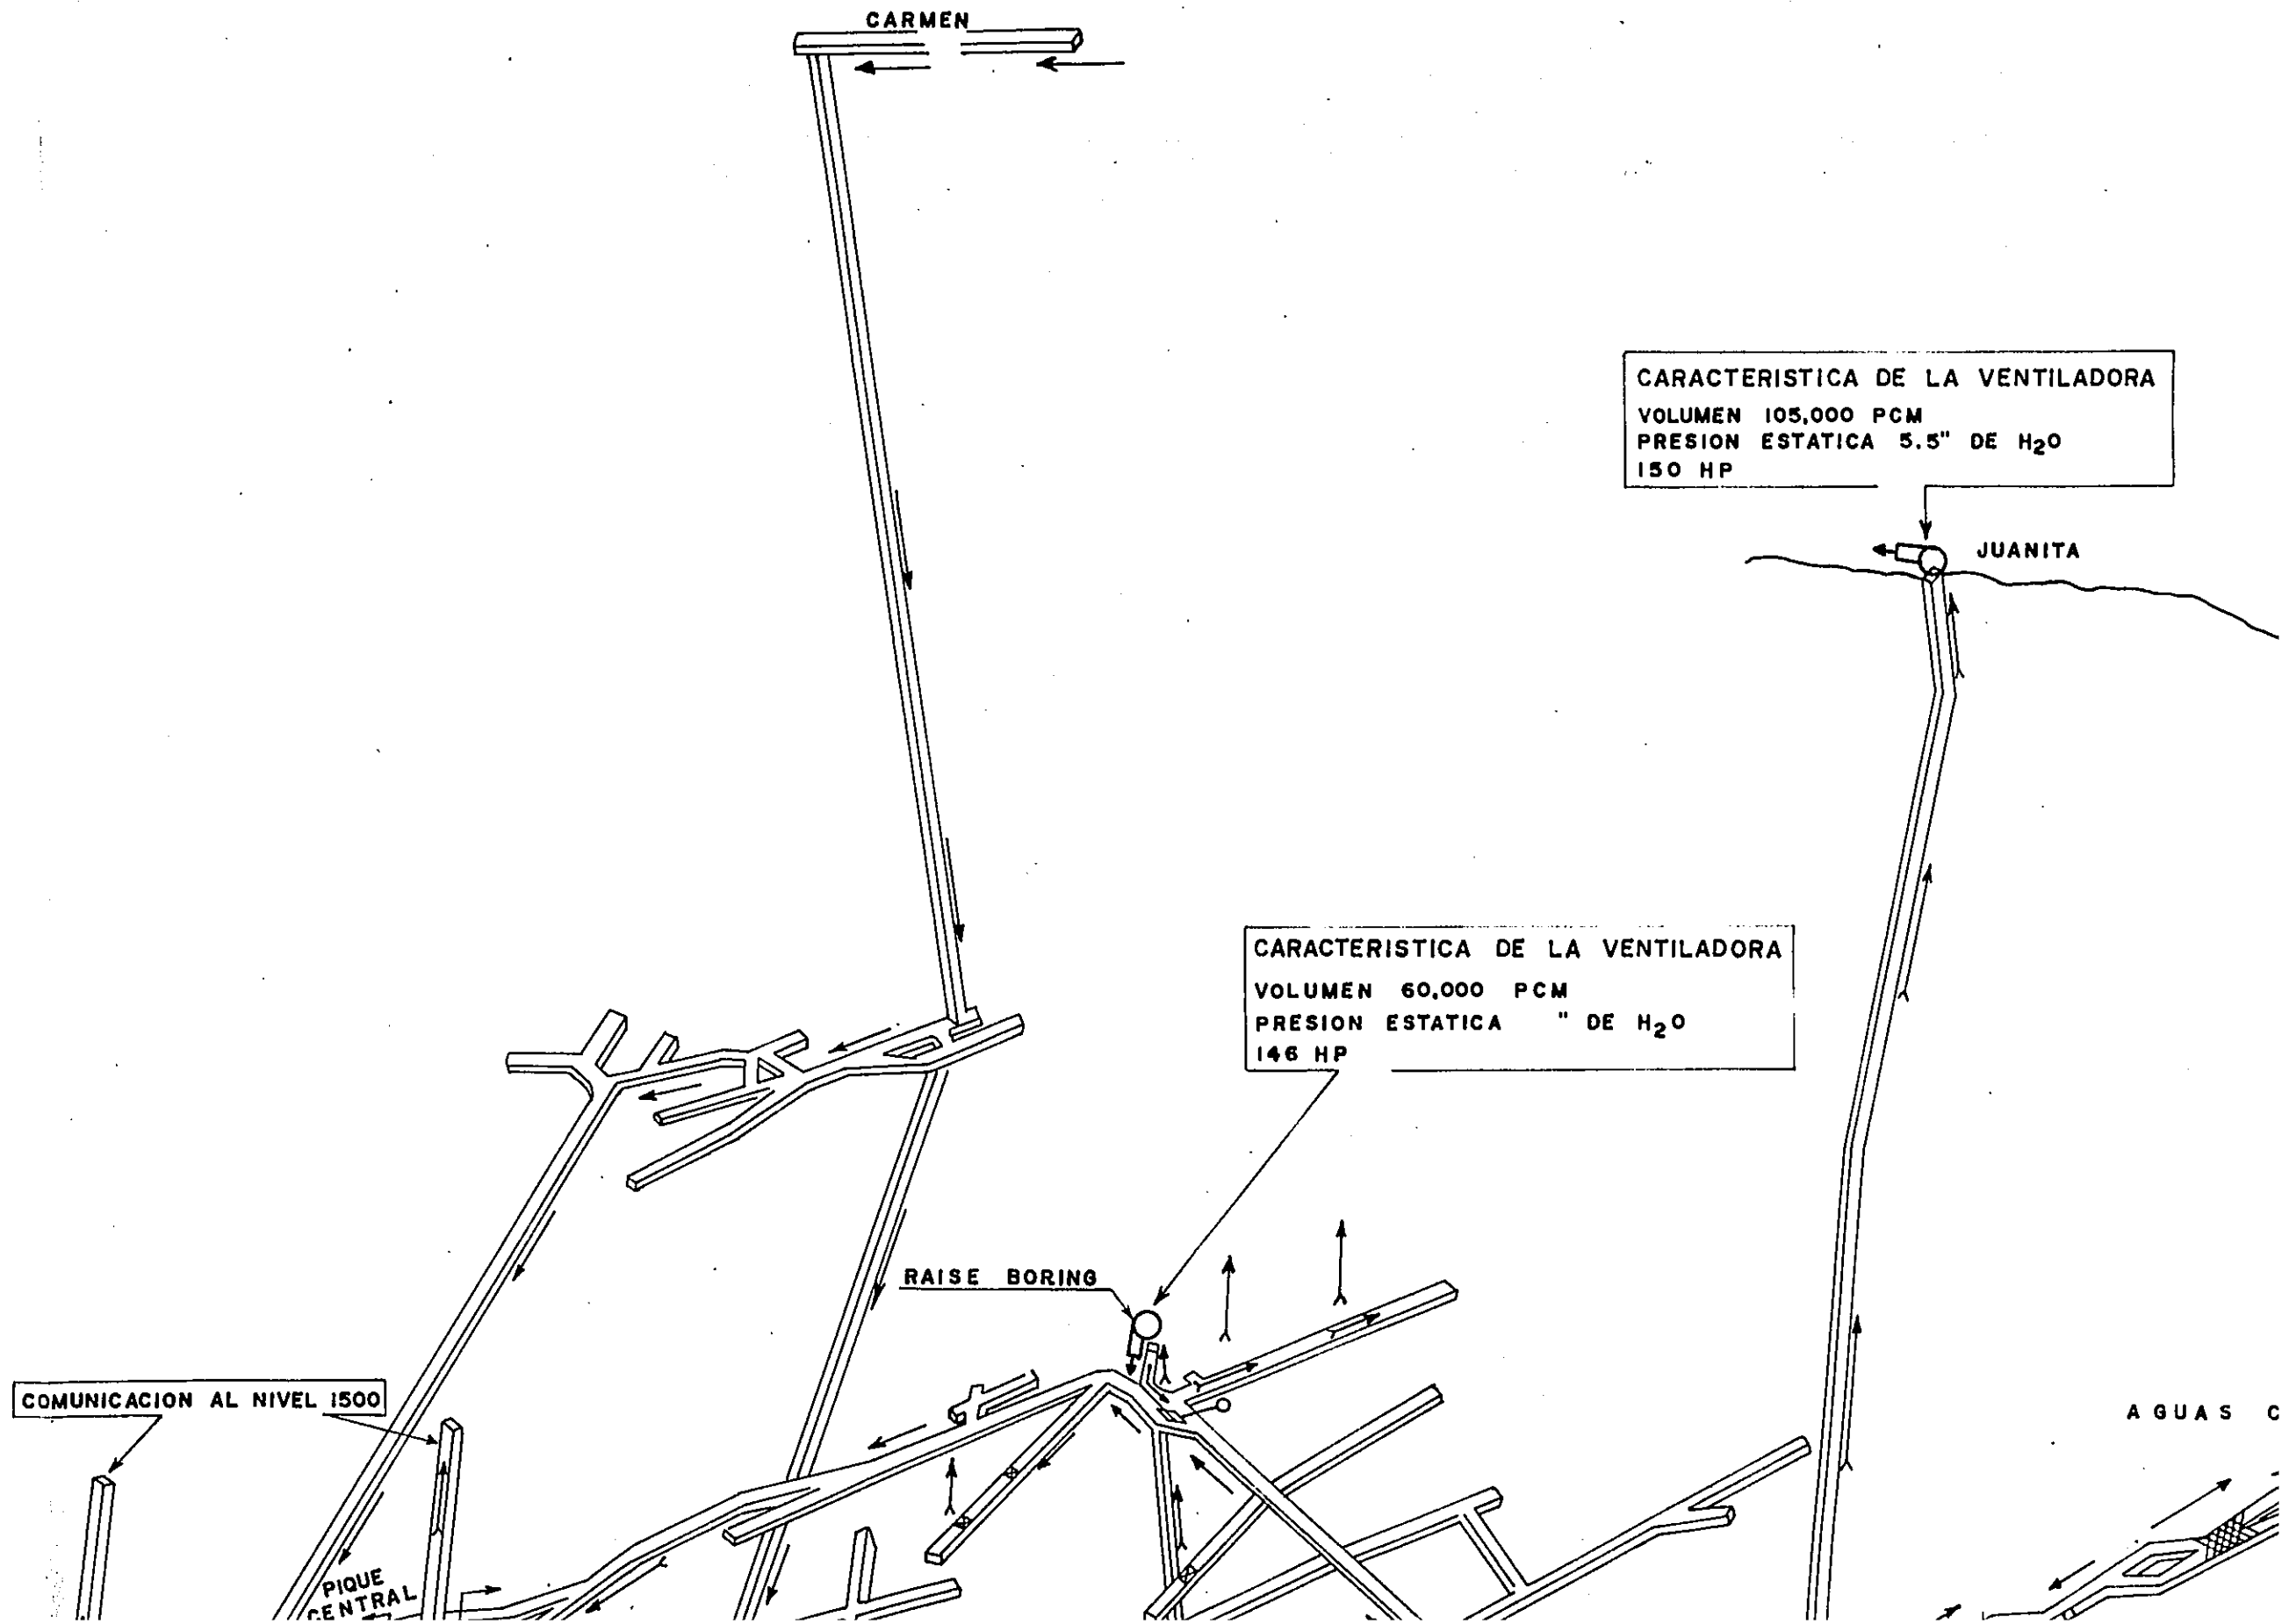 CARMEN
CARACTERISTICA DE LA VENTILADORA
VOLUMEN 105,000 PCM
PRESION ESTATICA 5.5" DE H₂O
150 HP
JUANITA
CARACTERISTICA DE LA VENTILADORA
VOLUMEN 60,000 PCM
PRESION ESTATICA " DE H₂O
146 HP
RAISE BORING
COMUNICACION AL NIVEL 1500
AGUAS C
PIQUE
CENTRAL